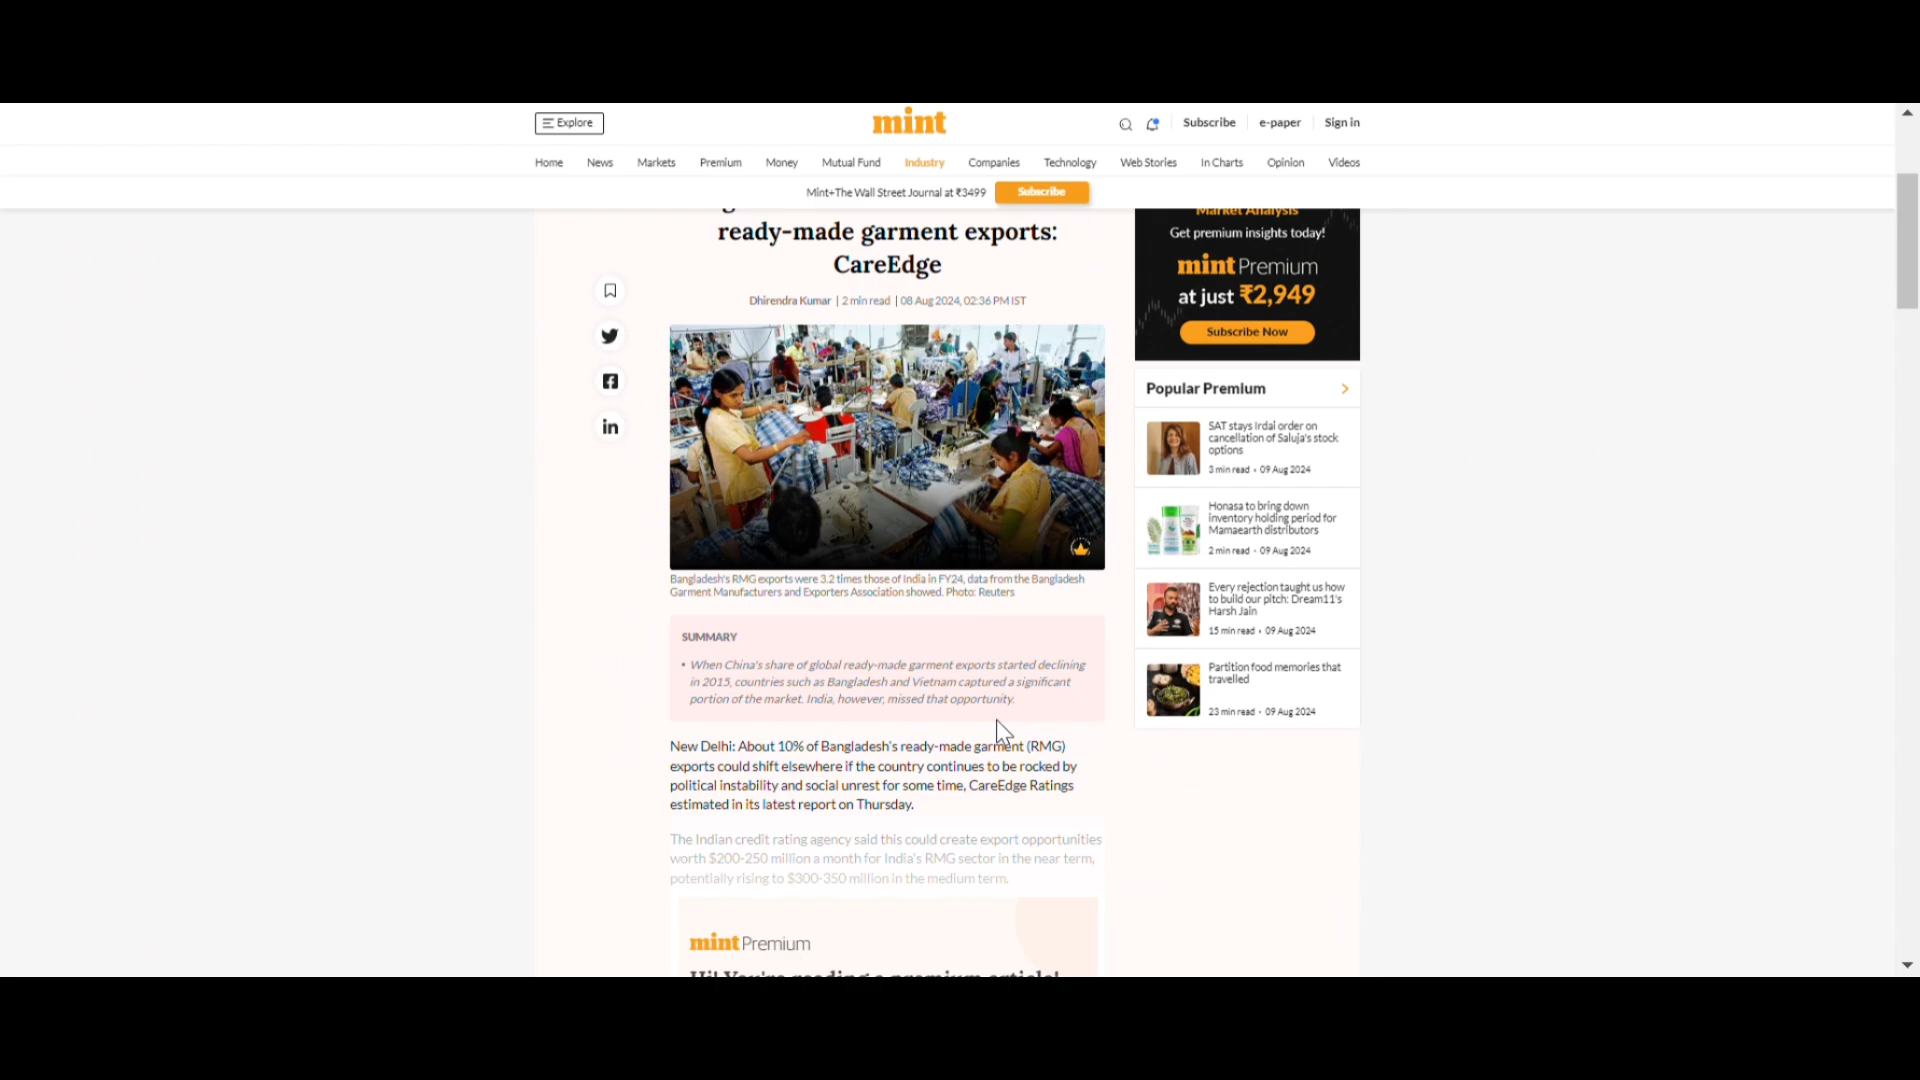 Explore
mint
Subscribe
e-paper
Sign in
Home News Markets Premium Money Mutual Fund Industry Companies Technology Web Stories In Charts Opinion Videos
Mint+The Wall Street Journal at ₹3499 Subscribe
ready-made garment exports:
CareEdge
Dhirendra Kumar | 2 min read | 08 Aug 2024, 02:36 PM IST
Bangladesh's RMG exports were 3.2 times those of India in FY24, data from the Bangladesh
Garment Manufacturers and Exporters Association showed. Photo: Reuters
SUMMARY
• When China's share of global ready-made garment exports started declining
in 2015, countries such as Bangladesh and Vietnam captured a significant
portion of the market. India, however, missed that opportunity.
New Delhi: About 10% of Bangladesh's ready-made garment (RMG)
exports could shift elsewhere if the country continues to be rocked by
political instability and social unrest for some time, CareEdge Ratings
estimated in its latest report on Thursday.
The Indian credit rating agency said this could create export opportunities
worth $200-250 million a month for India's RMG sector in the near term,
potentially rising to $300-350 million in the medium term.
mint Premium
Hi! You're reading a premium article!
Market Analysis
Get premium insights today!
mint Premium
at just ₹2,949
Subscribe Now
Popular Premium
SAT stays Irdai order on
cancellation of Saluja's stock
options
3 min read • 09 Aug 2024
Honasa to bring down
inventory holding period for
Mamaearth distributors
2 min read • 09 Aug 2024
Every rejection taught us how
to build our pitch: Dream11's
Harsh Jain
15 min read • 09 Aug 2024
Partition food memories that
travelled
23 min read • 09 Aug 2024